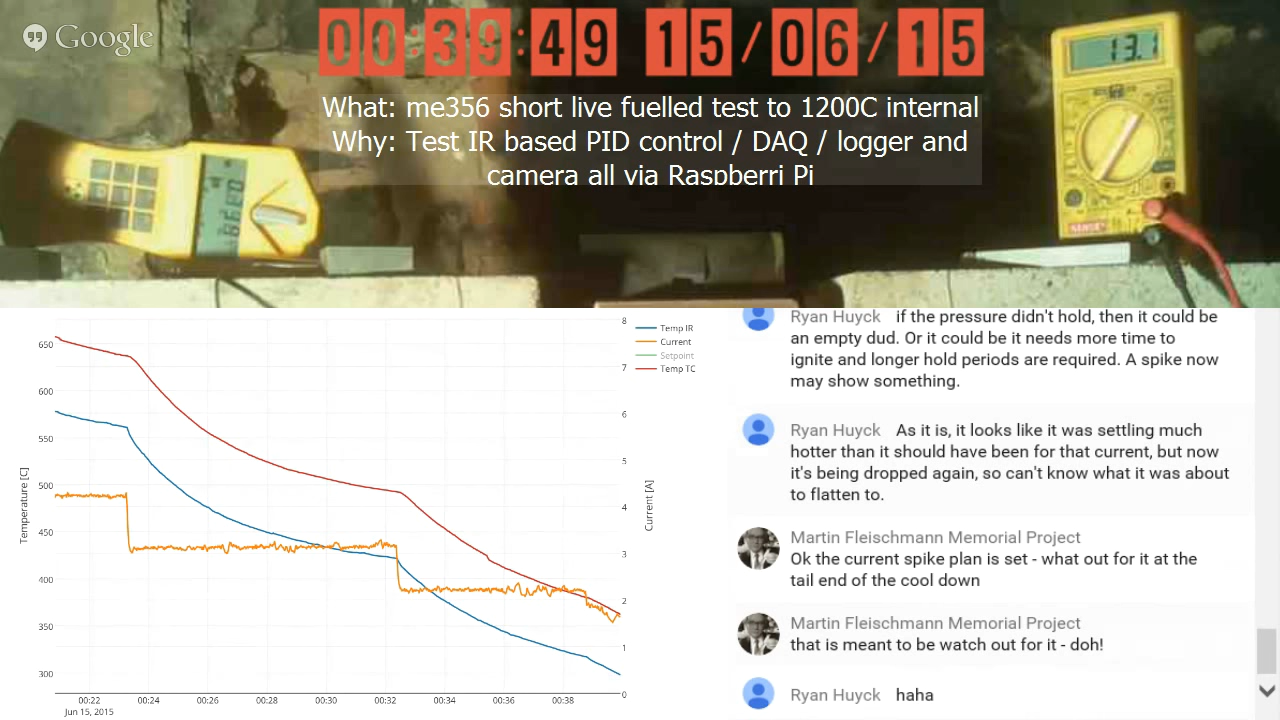 Google
00:39:49 15/06/15
What: me356 short live fuelled test to 1200C internal
Why: Test IR based PID control / DAQ / logger and
camera all via Raspberri Pi
13.1
Temp IR
Current
Setpoint
Temp TC
Temperature [C]
650
600
550
500
450
400
350
300
8
7
6
5
4
3
2
1
0
Current [A]
00:22 00:24 00:26 00:28 00:30 00:32 00:34 00:36 00:38
Jun 15, 2015
Ryan Huyck if the pressure didn't hold, then it could be
an empty dud. Or it could be it needs more time to
ignite and longer hold periods are required. A spike now
may show something.
Ryan Huyck As it is, it looks like it was settling much
hotter than it should have been for that current, but now
it's being dropped again, so can't know what it was about
to flatten to.
Martin Fleischmann Memorial Project
Ok the current spike plan is set - what out for it at the
tail end of the cool down
Martin Fleischmann Memorial Project
that is meant to be watch out for it - doh!
Ryan Huyck haha